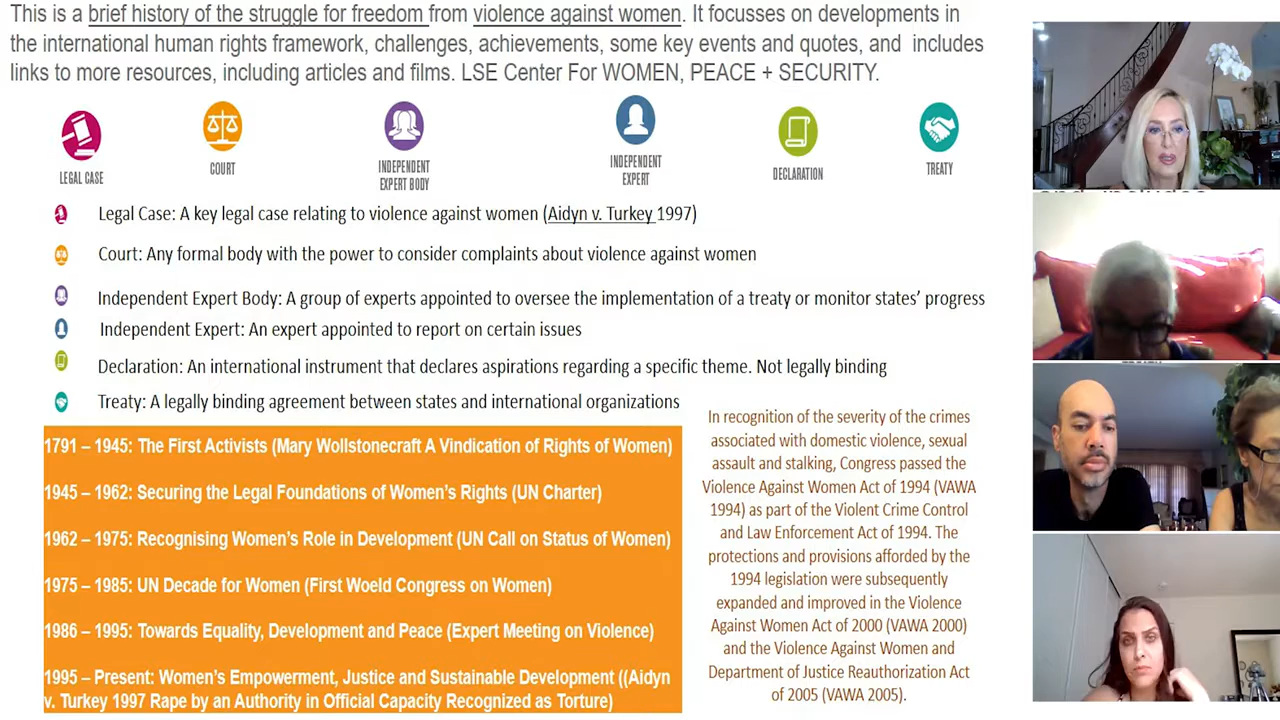 This is a brief history of the struggle for freedom from violence against women. It focusses on developments in
the international human rights framework, challenges, achievements, some key events and quotes, and includes
links to more resources, including articles and films. LSE Center For WOMEN, PEACE + SECURITY.
LEGAL CASE
COURT
INDEPENDENT
EXPERT BODY
INDEPENDENT
EXPERT
DECLARATION
TREATY
Legal Case: A key legal case relating to violence against women (Aidyn v. Turkey 1997)
Court: Any formal body with the power to consider complaints about violence against women
Independent Expert Body: A group of experts appointed to oversee the implementation of a treaty or monitor states' progress
Independent Expert: An expert appointed to report on certain issues
Declaration: An international instrument that declares aspirations regarding a specific theme. Not legally binding
Treaty: A legally binding agreement between states and international organizations
1791 – 1945: The First Activists (Mary Wollstonecraft A Vindication of Rights of Women)
1945 – 1962: Securing the Legal Foundations of Women's Rights (UN Charter)
1962 – 1975: Recognising Women's Role in Development (UN Call on Status of Women)
1975 – 1985: UN Decade for Women (First Woeld Congress on Women)
1986 – 1995: Towards Equality, Development and Peace (Expert Meeting on Violence)
1995 – Present: Women's Empowerment, Justice and Sustainable Development ((Aidyn
v. Turkey 1997 Rape by an Authority in Official Capacity Recognized as Torture)
In recognition of the severity of the crimes
associated with domestic violence, sexual
assault and stalking, Congress passed the
Violence Against Women Act of 1994 (VAWA
1994) as part of the Violent Crime Control
and Law Enforcement Act of 1994. The
protections and provisions afforded by the
1994 legislation were subsequently
expanded and improved in the Violence
Against Women Act of 2000 (VAWA 2000)
and the Violence Against Women and
Department of Justice Reauthorization Act
of 2005 (VAWA 2005).